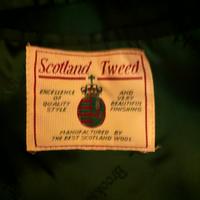 Scotland Tweed
EXCELLENCE
OF
QUALITY
STYLE
AND
VERY
BEAUTIFUL
FINISHING
MANUFACTURED BY
THE BEST SCOTLAND WOOL